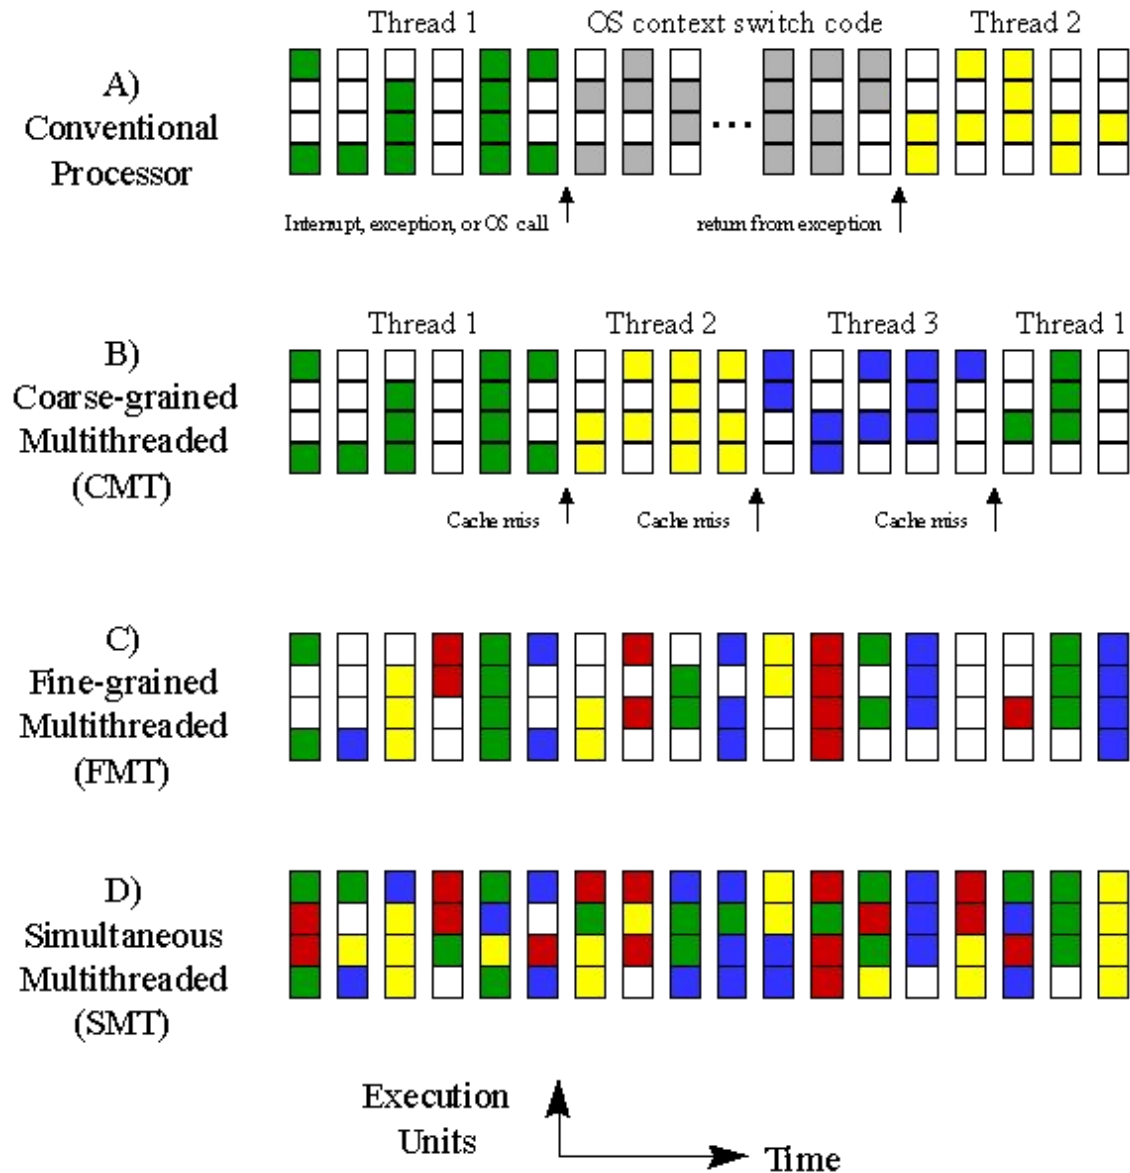 Thread 1 OS context switch code Thread 2
A)
Conventional
Processor
...
Interrupt, exception, or OS call return from exception
Thread 1 Thread 2 Thread 3 Thread 1
B)
Coarse-grained
Multithreaded
(CMT)
Cache miss Cache miss Cache miss
C)
Fine-grained
Multithreaded
(FMT)
D)
Simultaneous
Multithreaded
(SMT)
Execution
Units
Time